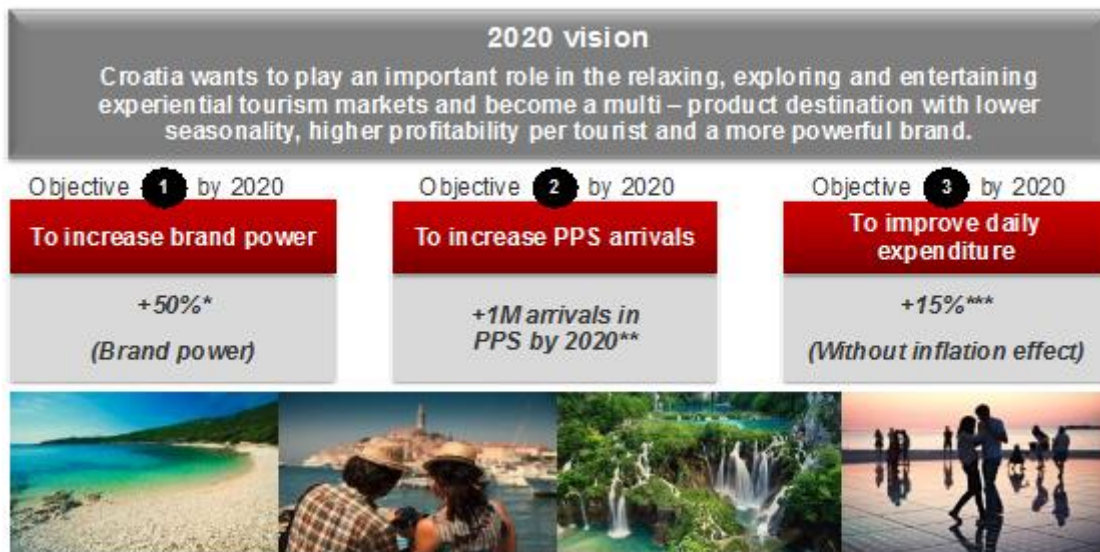 2020 vision
Croatia wants to play an important role in the relaxing, exploring and entertaining
experiential tourism markets and become a multi – product destination with lower
seasonality, higher profitability per tourist and a more powerful brand.
Objective 1 by 2020
To increase brand power
+50%*
(Brand power)
Objective 2 by 2020
To increase PPS arrivals
+1M arrivals in
PPS by 2020**
Objective 3 by 2020
To improve daily
expenditure
+15%***
(Without inflation effect)